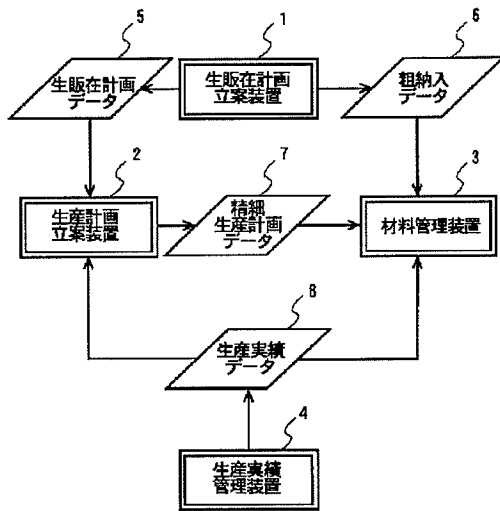 5
1
6
生販在計画
データ
生販在計画
立案装置
粗納入
データ
2
7
3
生産計画
立案装置
精細
生産計画
データ
材料管理装置
8
生産実績
データ
4
生産実績
管理装置